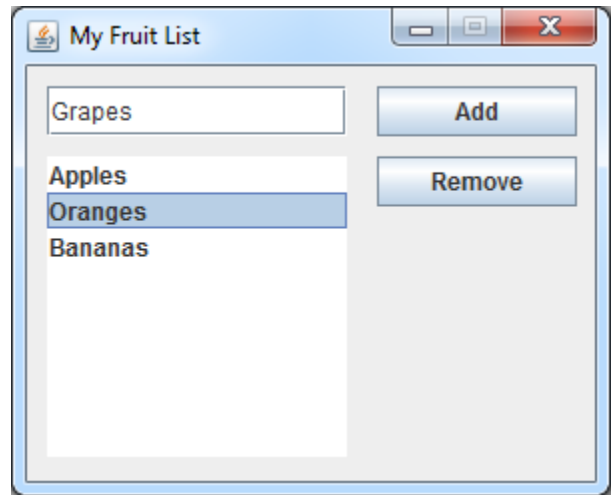 My Fruit List
Grapes
Add
Apples
Remove
Oranges
Bananas